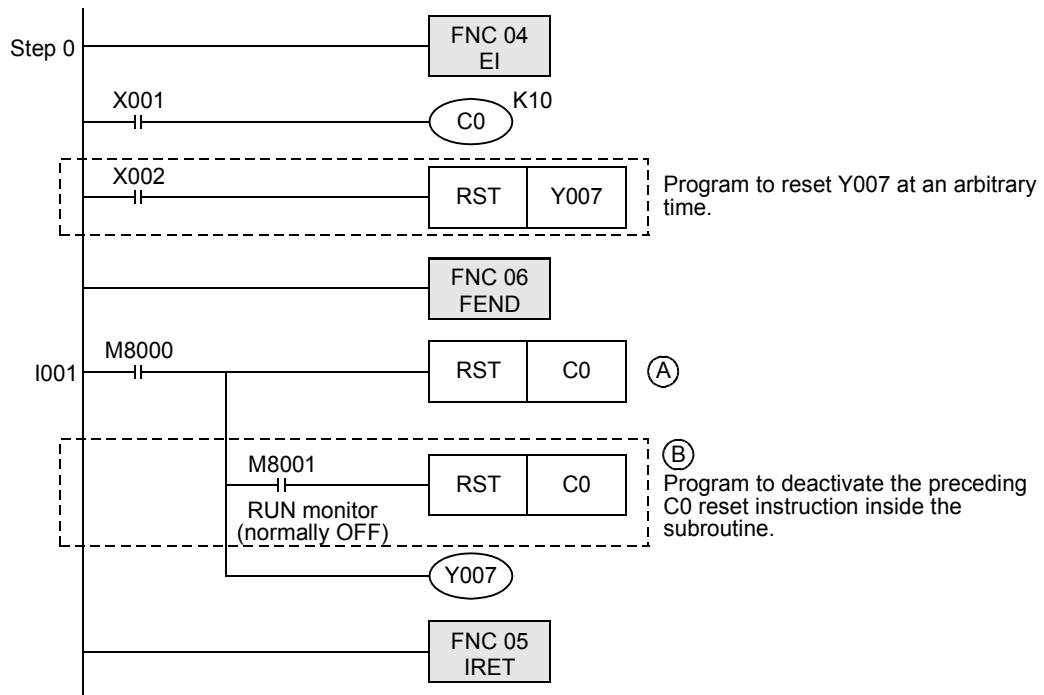 Step 0
FNC 04
EI
X001
K10
C0
X002
RST
Y007
Program to reset Y007 at an arbitrary
time.
FNC 06
FEND
I001
M8000
RST
C0
A
B
M8001
RST
C0
RUN monitor
(normally OFF)
Program to deactivate the preceding
C0 reset instruction inside the
subroutine.
Y007
FNC 05
IRET